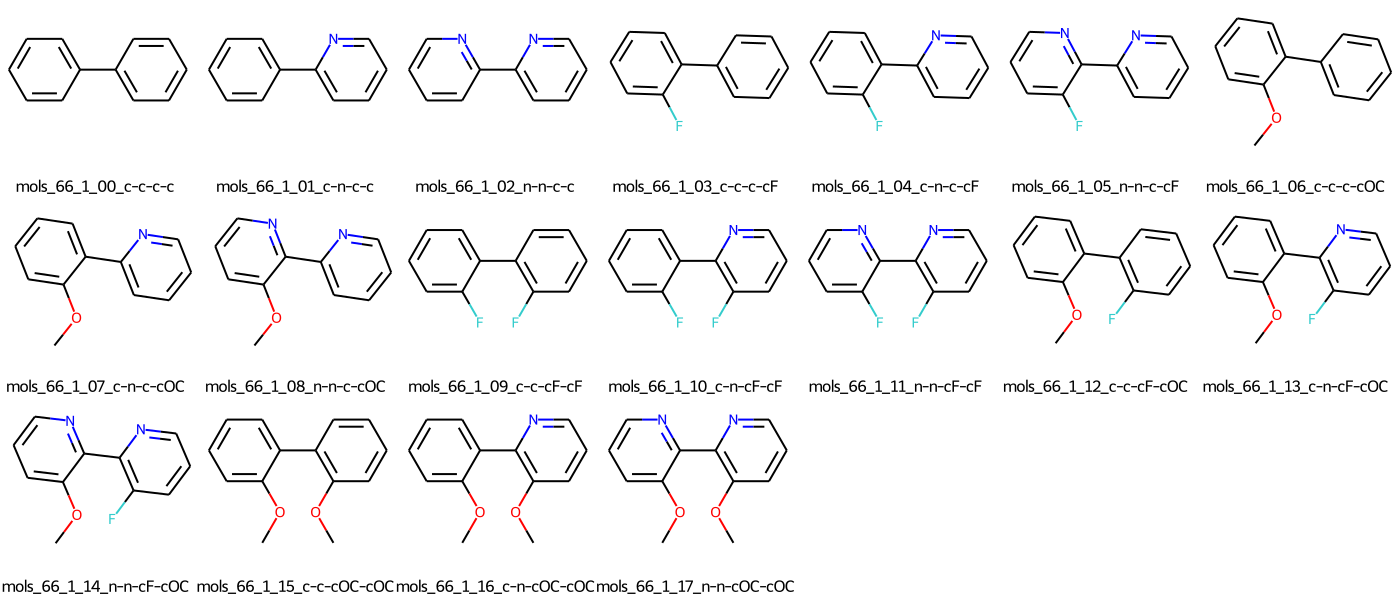 N
N
N
N
N
N
F
F
F
O
mols_66_1_00_c-c-c-c
mols_66_1_01_c-n-c-c
mols_66_1_02_n-n-c-c
mols_66_1_03_c-c-c-cF
mols_66_1_04_c-n-c-cF
mols_66_1_05_n-n-c-cF
mols_66_1_06_c-c-c-cOC
N
N
N
N
N
N
N
O
O
F
F
F
F
F
F
O
F
O
F
mols_66_1_07_c-n-c-cOC
mols_66_1_08_n-n-c-cOC
mols_66_1_09_c-c-cF-cF
mols_66_1_10_c-n-cF-cF
mols_66_1_11_n-n-cF-cF
mols_66_1_12_c-c-cF-cOC
mols_66_1_13_c-n-cF-cOC
N
N
N
N
N
O
F
O
O
O
O
O
O
mols_66_1_14_n-n-cF-cOC
mols_66_1_15_c-c-cOC-cOC
mols_66_1_16_c-n-cOC-cOC
mols_66_1_17_n-n-cOC-cOC